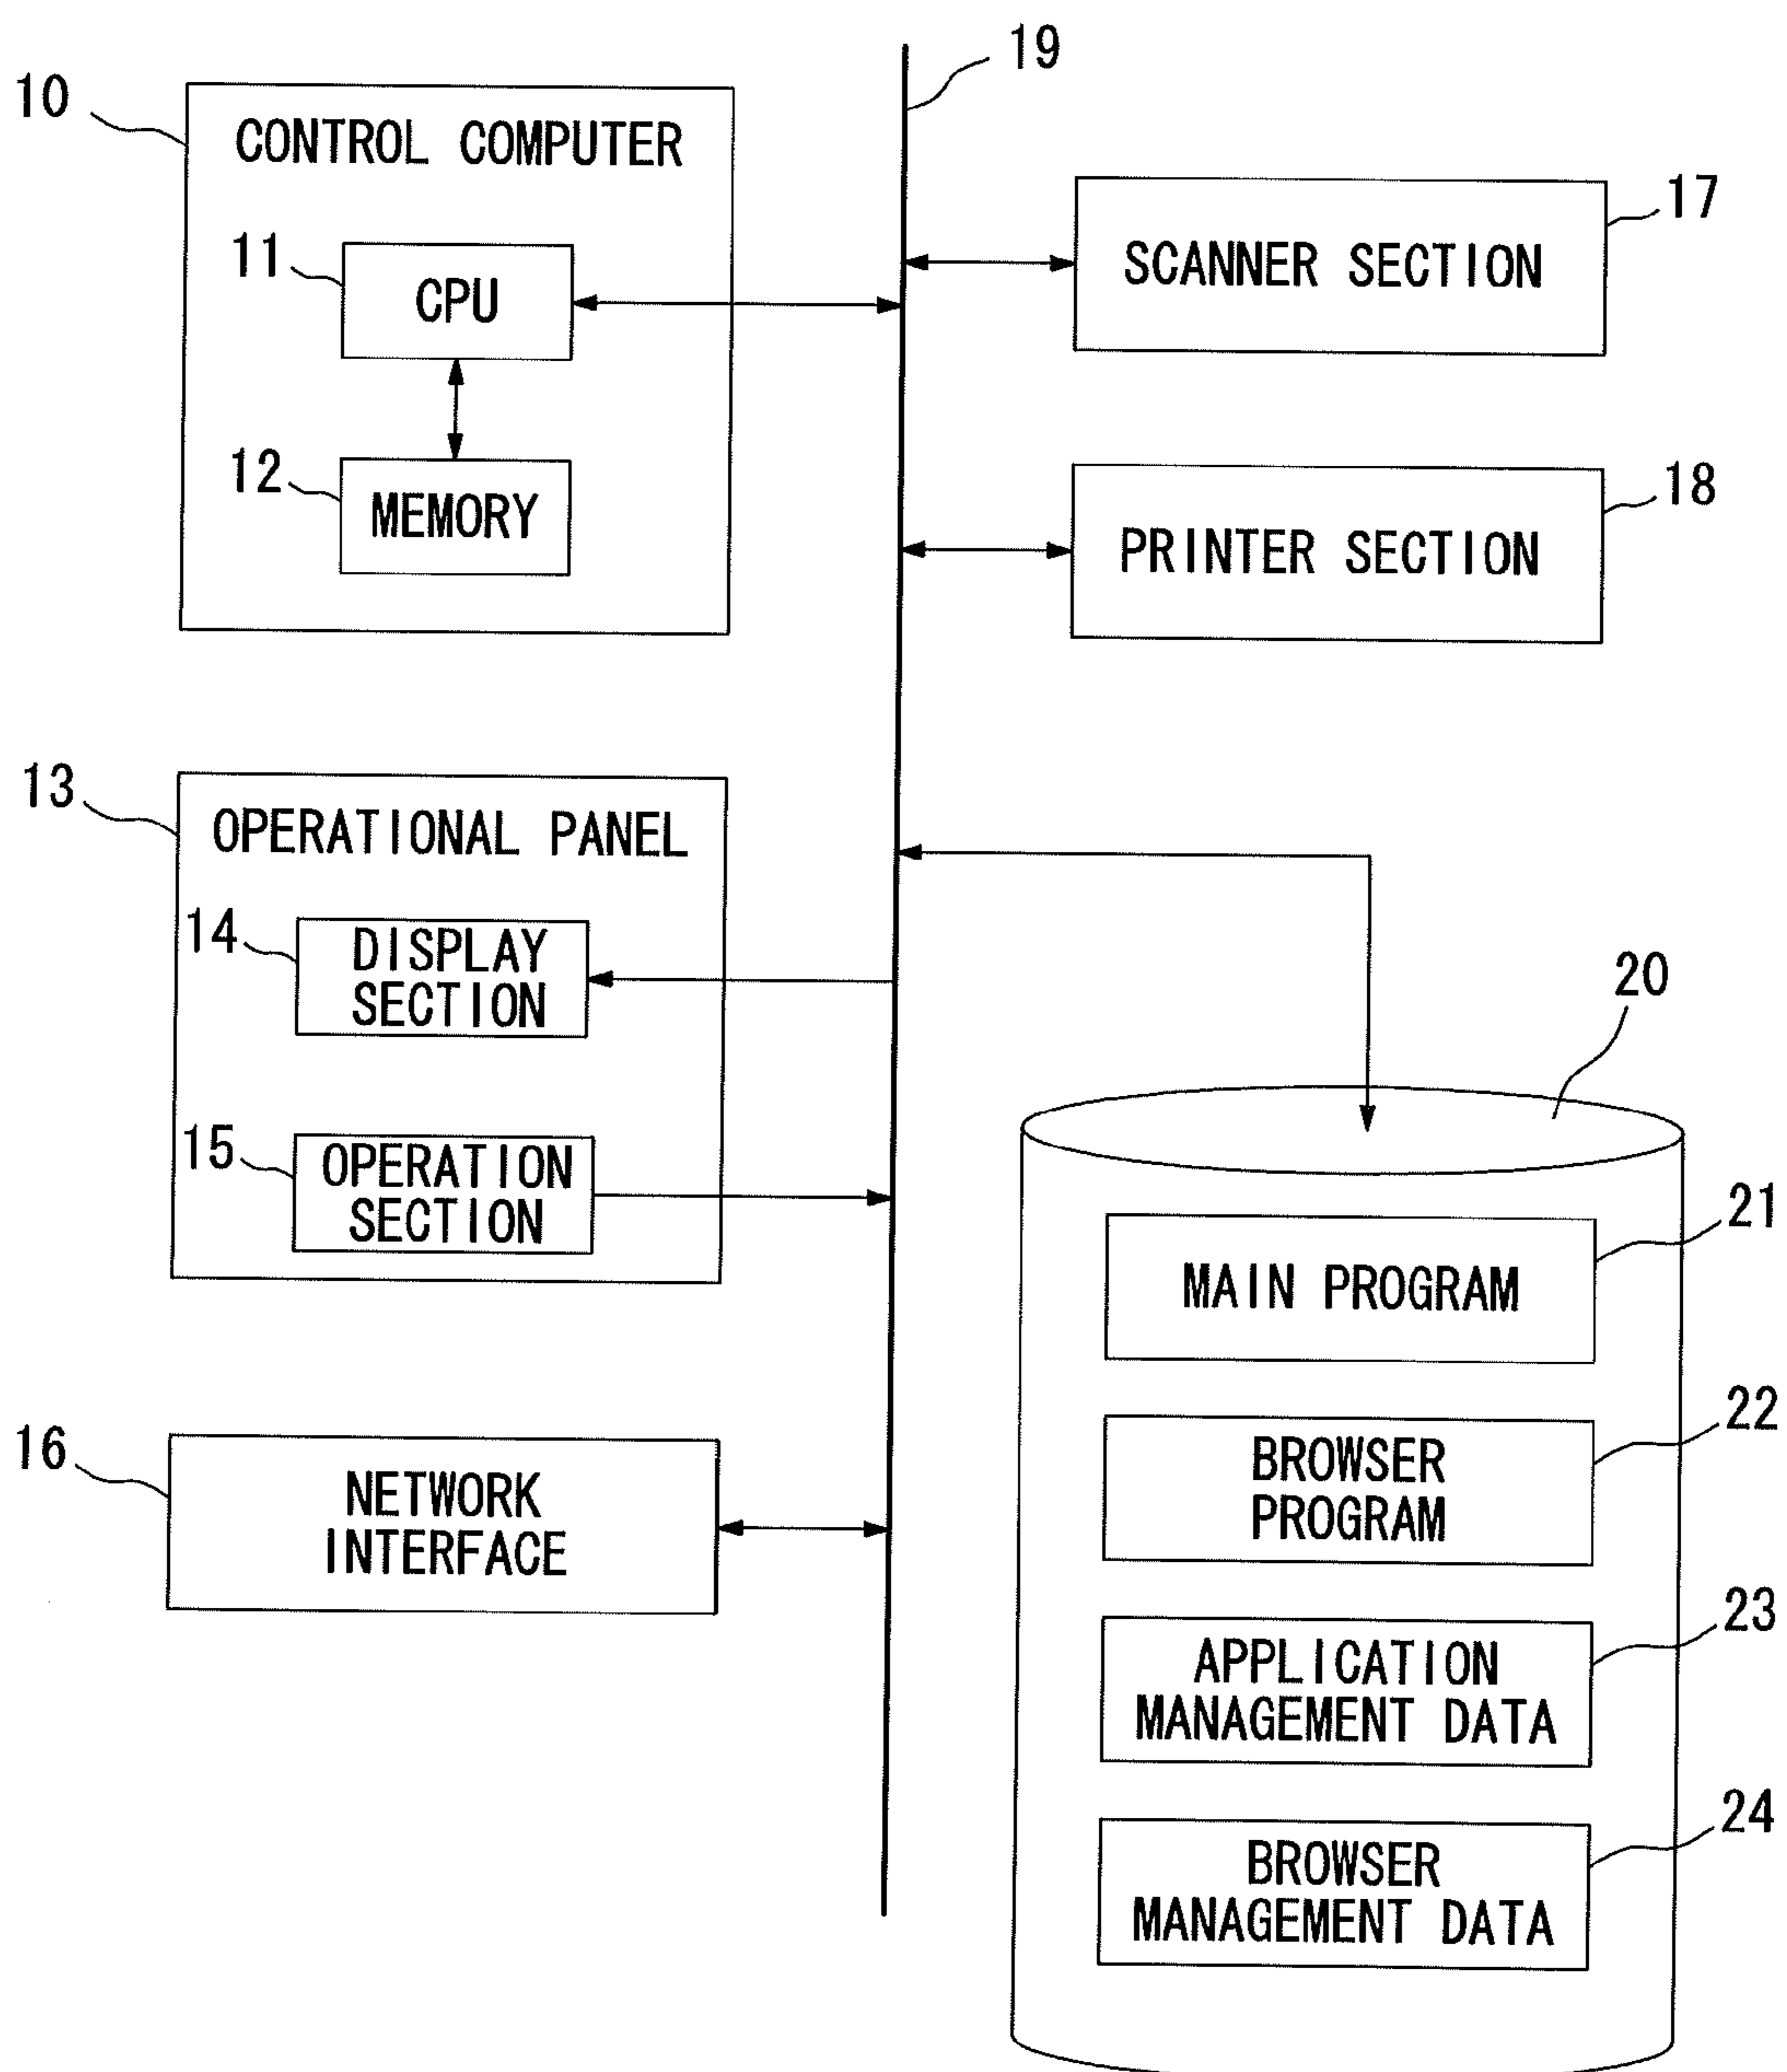 19
10
CONTROL COMPUTER
11
CPU
12
MEMORY
17
SCANNER SECTION
18
PRINTER SECTION
13
OPERATIONAL PANEL
14
DISPLAY
SECTION
15
OPERATION
SECTION
16
NETWORK
INTERFACE
20
21
MAIN PROGRAM
22
BROWSER
PROGRAM
23
APPLICATION
MANAGEMENT DATA
24
BROWSER
MANAGEMENT DATA